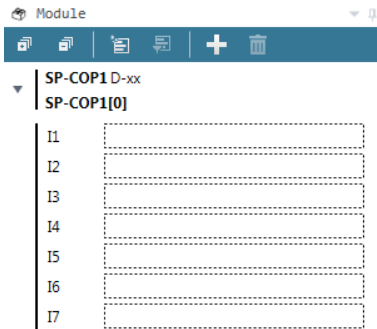 Module
SP-COP1 D-xx
SP-COP1[0]
I1
I2
I3
I4
I5
I6
I7